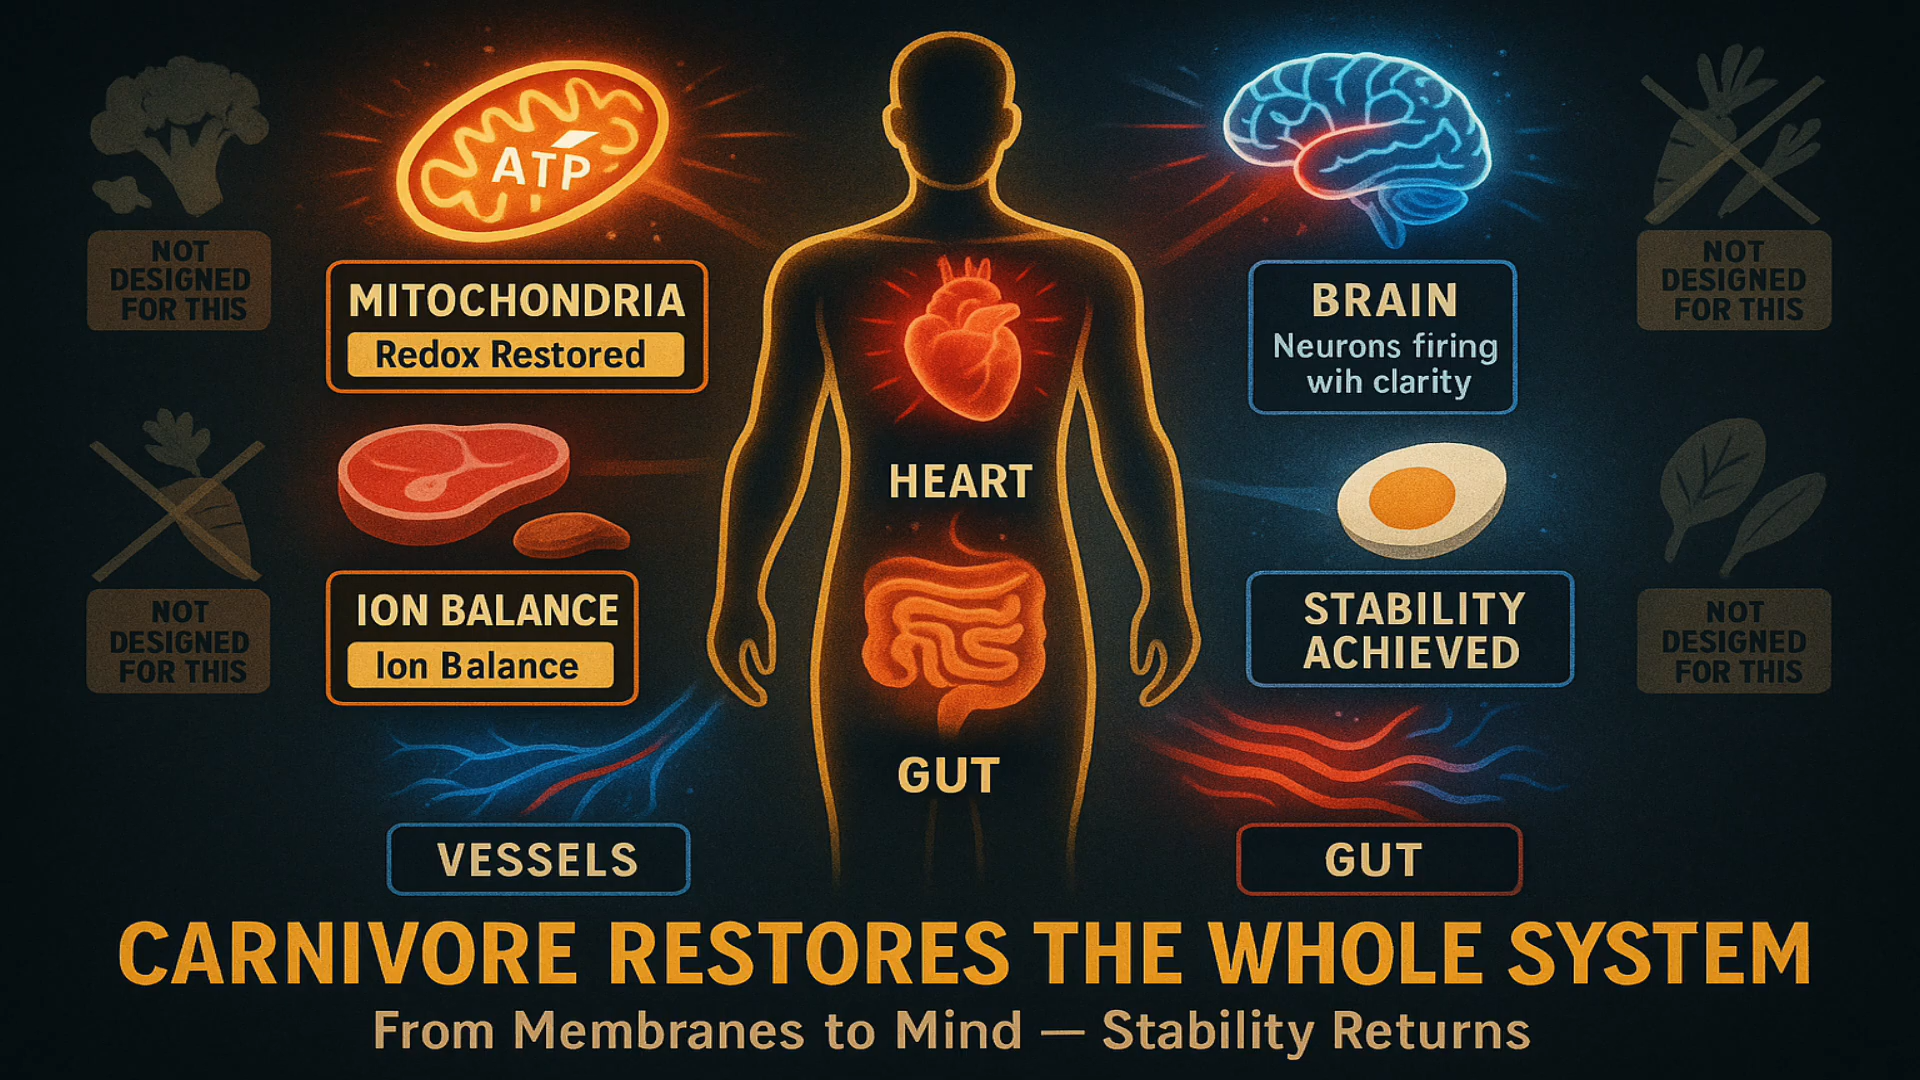 NOT
DESIGNED
FOR THIS
ATP
MITOCHONDRIA
Redox Restored
BRAIN
Neurons firing
wih clarity
NOT
DESIGNED
FOR THIS
HEART
NOT
DESIGNED
FOR THIS
ION BALANCE
Ion Balance
STABILITY
ACHIEVED
NOT
DESIGNED
FOR THIS
GUT
VESSELS
GUT
CARNIVORE RESTORES THE WHOLE SYSTEM
From Membranes to Mind — Stability Returns